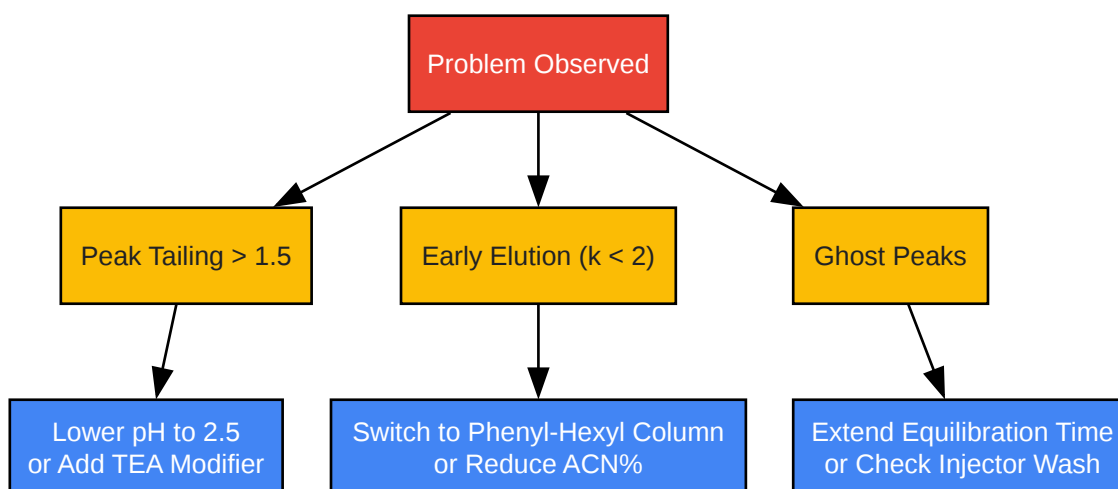 Problem Observed
Peak Tailing > 1.5
Early Elution (k < 2)
Ghost Peaks
Lower pH to 2.5
or Add TEA Modifier
Switch to Phenyl-Hexyl Column
or Reduce ACN%
Extend Equilibration Time
or Check Injector Wash